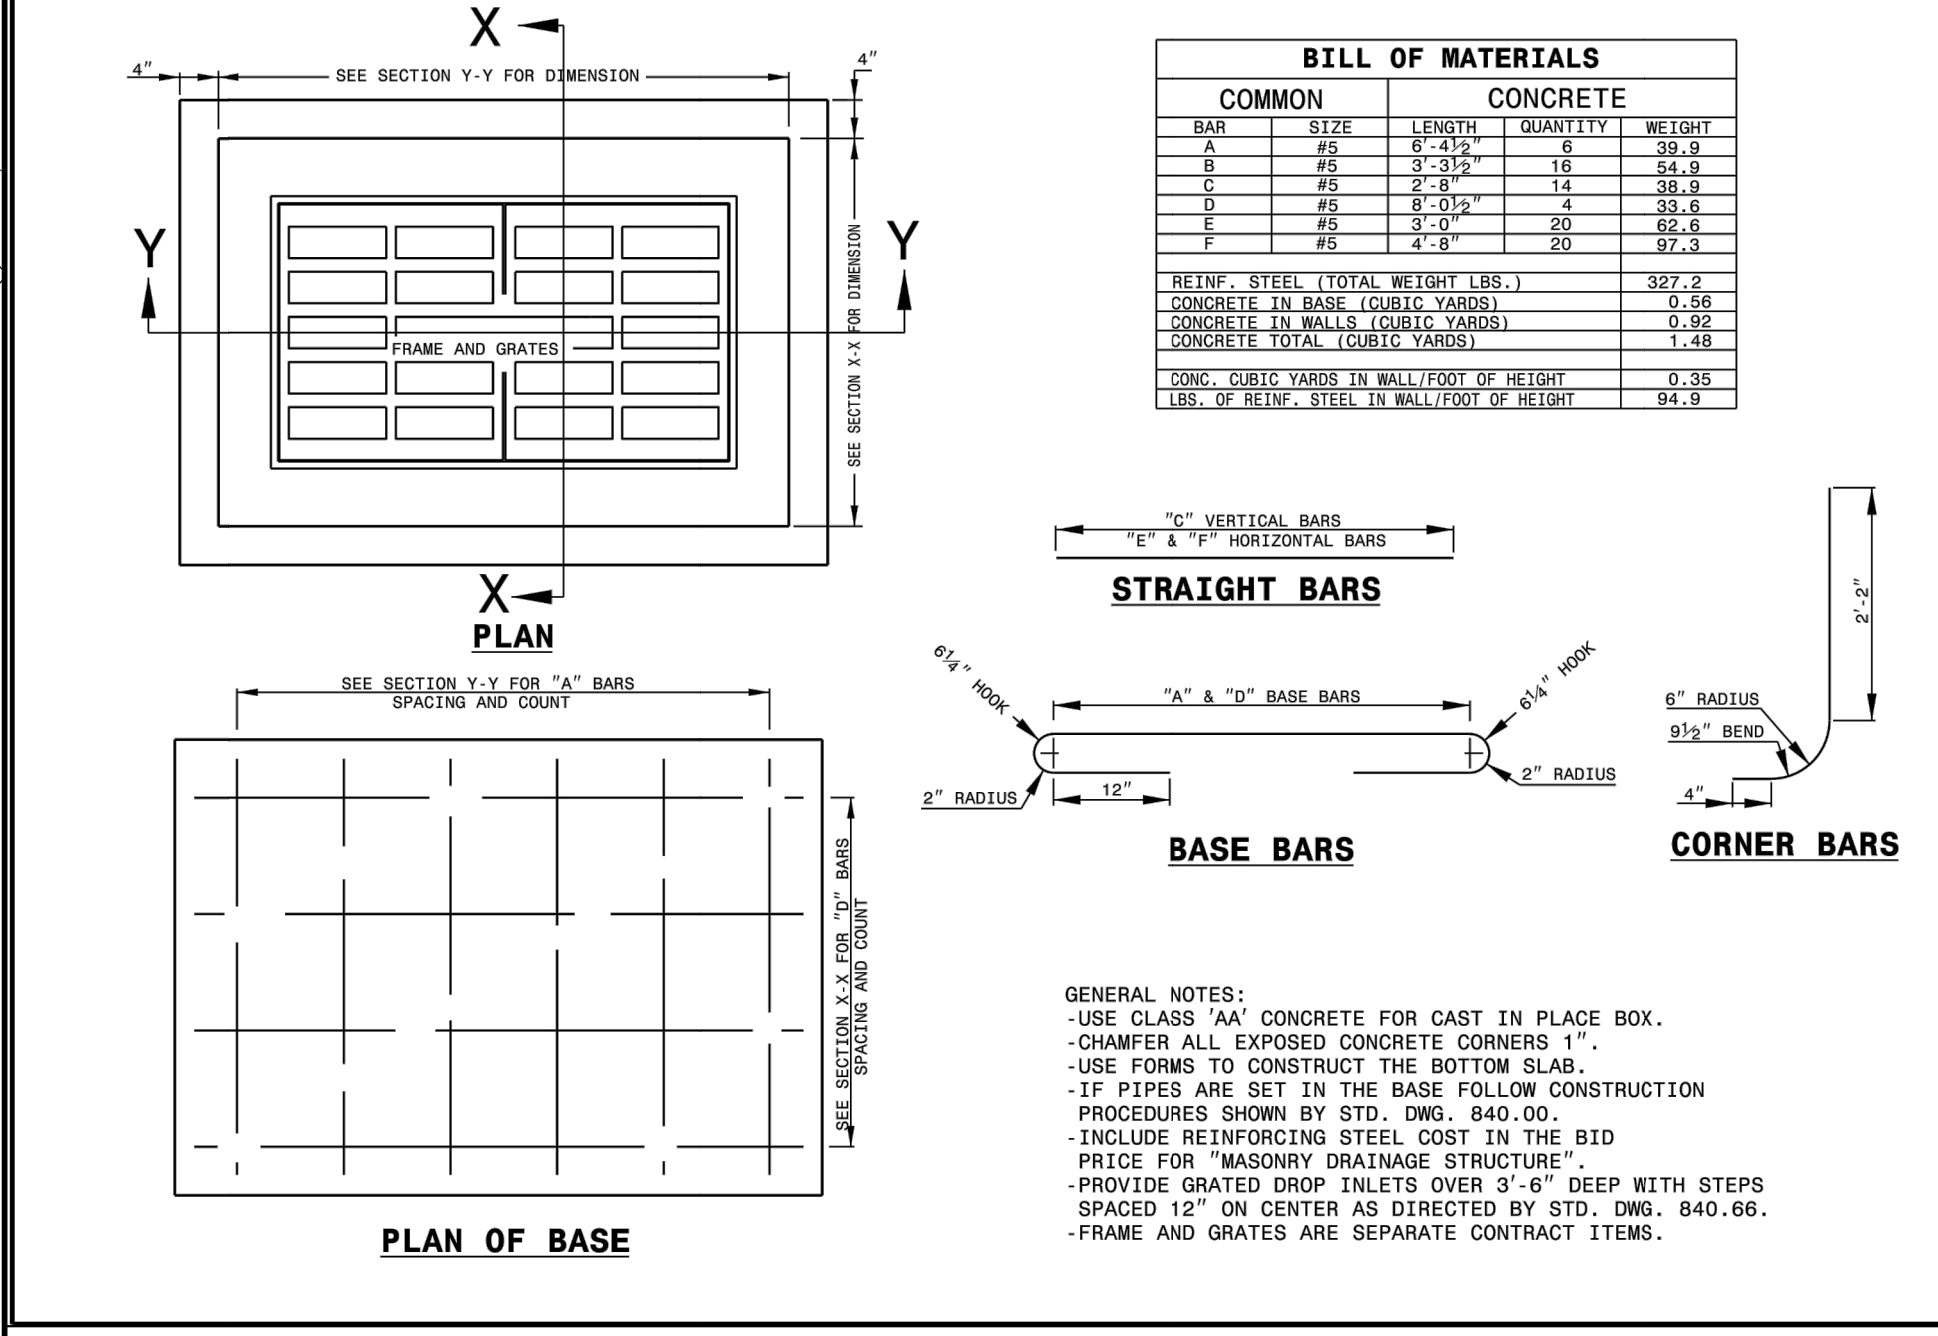 X
4"
SEE SECTION Y-Y FOR DIMENSION
4"
Y
Y
SEE SECTION X-X FOR DIMENSION
FRAME AND GRATES
X
PLAN
SEE SECTION Y-Y FOR "A" BARS
SPACING AND COUNT
SEE SECTION X-X FOR "D" BARS
SPACING AND COUNT
PLAN OF BASE
BILL OF MATERIALS
COMMON CONCRETE
BAR SIZE LENGTH QUANTITY WEIGHT
A #5 6'-4½" 6 39.9
B #5 3'-3½" 16 54.9
C #5 2'-8" 14 38.9
D #5 8'-0½" 4 33.6
E #5 3'-0" 20 62.6
F #5 4'-8" 20 97.3
REINF. STEEL (TOTAL WEIGHT LBS.) 327.2
CONCRETE IN BASE (CUBIC YARDS) 0.56
CONCRETE IN WALLS (CUBIC YARDS) 0.92
CONCRETE TOTAL (CUBIC YARDS) 1.48
CONC. CUBIC YARDS IN WALL/FOOT OF HEIGHT 0.35
LBS. OF REINF. STEEL IN WALL/FOOT OF HEIGHT 94.9
"C" VERTICAL BARS
"E" & "F" HORIZONTAL BARS
STRAIGHT BARS
6¼" HOOK
"A" & "D" BASE BARS
6¼" HOOK
2" RADIUS
12"
2" RADIUS
BASE BARS
2'-2"
6" RADIUS
9½" BEND
4"
CORNER BARS
GENERAL NOTES:
-USE CLASS 'AA' CONCRETE FOR CAST IN PLACE BOX.
-CHAMFER ALL EXPOSED CONCRETE CORNERS 1".
-USE FORMS TO CONSTRUCT THE BOTTOM SLAB.
-IF PIPES ARE SET IN THE BASE FOLLOW CONSTRUCTION
PROCEDURES SHOWN BY STD. DWG. 840.00.
-INCLUDE REINFORCING STEEL COST IN THE BID
PRICE FOR "MASONRY DRAINAGE STRUCTURE".
-PROVIDE GRATED DROP INLETS OVER 3'-6" DEEP WITH STEPS
SPACED 12" ON CENTER AS DIRECTED BY STD. DWG. 840.66.
-FRAME AND GRATES ARE SEPARATE CONTRACT ITEMS.